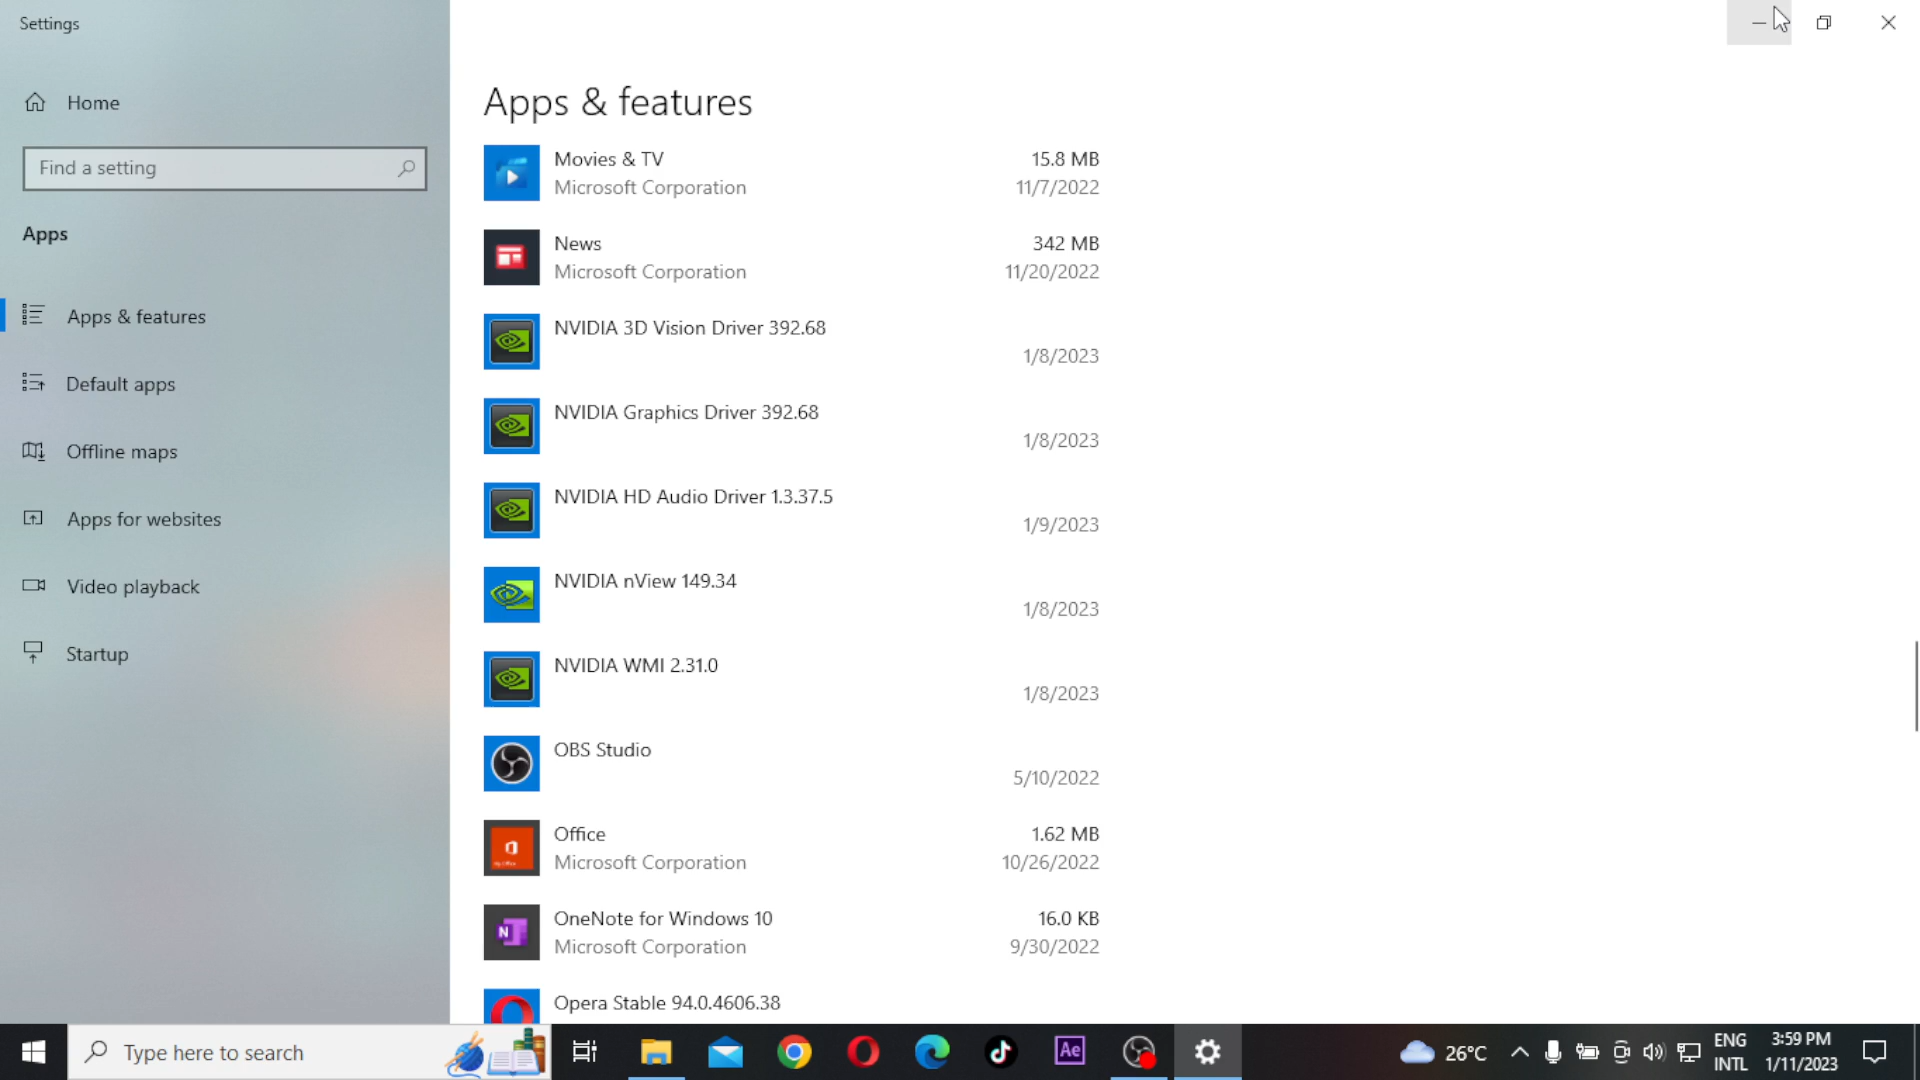 Settings
Home
Find a setting
Apps
Apps & features
Default apps
Offline maps
Apps for websites
Video playback
Startup
Apps & features
Movies & TV
15.8 MB
Microsoft Corporation
11/7/2022
News
342 MB
Microsoft Corporation
11/20/2022
NVIDIA 3D Vision Driver 392.68
1/8/2023
NVIDIA Graphics Driver 392.68
1/8/2023
NVIDIA HD Audio Driver 1.3.37.5
1/9/2023
NVIDIA nView 149.34
1/8/2023
NVIDIA WMI 2.31.0
1/8/2023
OBS Studio
5/10/2022
Office
1.62 MB
Microsoft Corporation
10/26/2022
N
OneNote for Windows 10
16.0 KB
Microsoft Corporation
9/30/2022
Opera Stable 94.0.4606.38
Type here to search
Ae
26°C
ENG
INTL
3:59 PM
1/11/2023